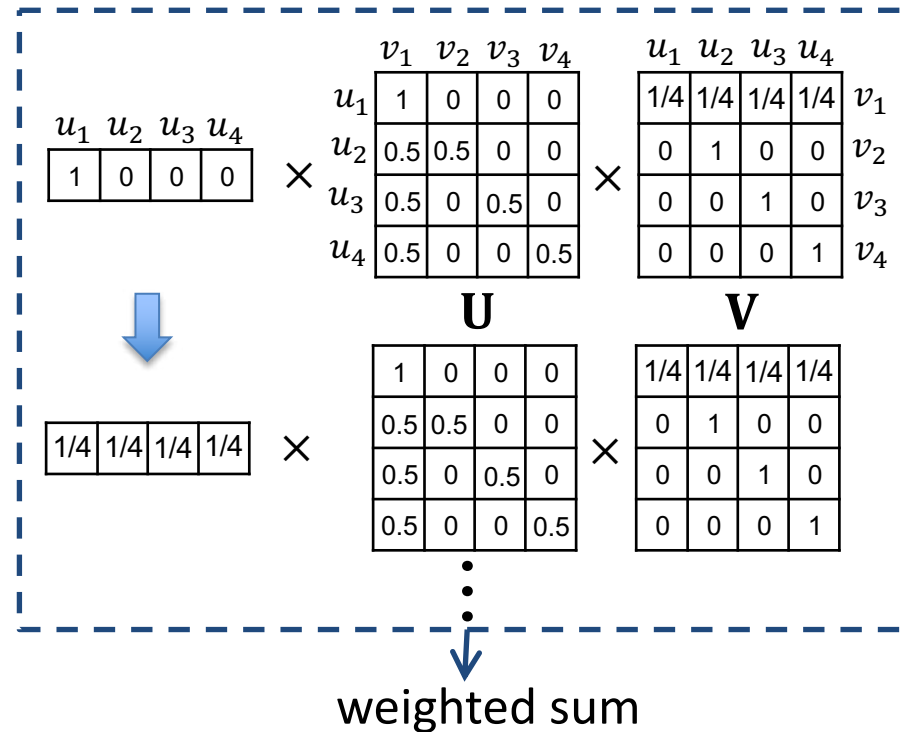 v₁ v₂ v₃ v₄ u₁ u₂ u₃ u₄
u₁ 1 0 0 0 1/4 1/4 1/4 1/4 v₁
u₁ u₂ u₃ u₄
u₂ 0.5 0.5 0 0 0 1 0 0 v₂
1 0 0 0 × ×
u₃ 0.5 0 0.5 0 0 0 1 0 v₃
u₄ 0.5 0 0 0.5 0 0 0 1 v₄
U V
1 0 0 0 1/4 1/4 1/4 1/4
0.5 0.5 0 0 0 1 0 0
1/4 1/4 1/4 1/4 × ×
0.5 0 0.5 0 0 0 1 0
0.5 0 0 0.5 0 0 0 1
⋮
weighted sum